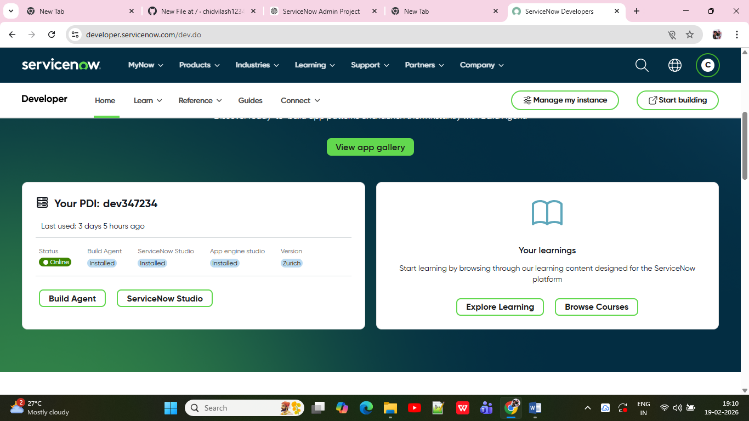 New Tab
New File at / · chidvilash123
ServiceNow Admin Project
New Tab
ServiceNow Developers
developer.servicenow.com/dev.do
servicenow
MyNow
Products
Industries
Learning
Support
Partners
Company
C
Developer
Home
Learn
Reference
Guides
Connect
Manage my instance
Start building
View app gallery
Your PDI: dev347234
Last used: 3 days 5 hours ago
Status
Build Agent
ServiceNow Studio
App engine studio
Version
Online
Installed
Installed
Installed
Zurich
Build Agent
ServiceNow Studio
Your learnings
Start learning by browsing through our learning content designed for the ServiceNow
platform
Explore Learning
Browse Courses
2
27°C
Mostly cloudy
Search
ENG
IN
19:10
19-02-2026